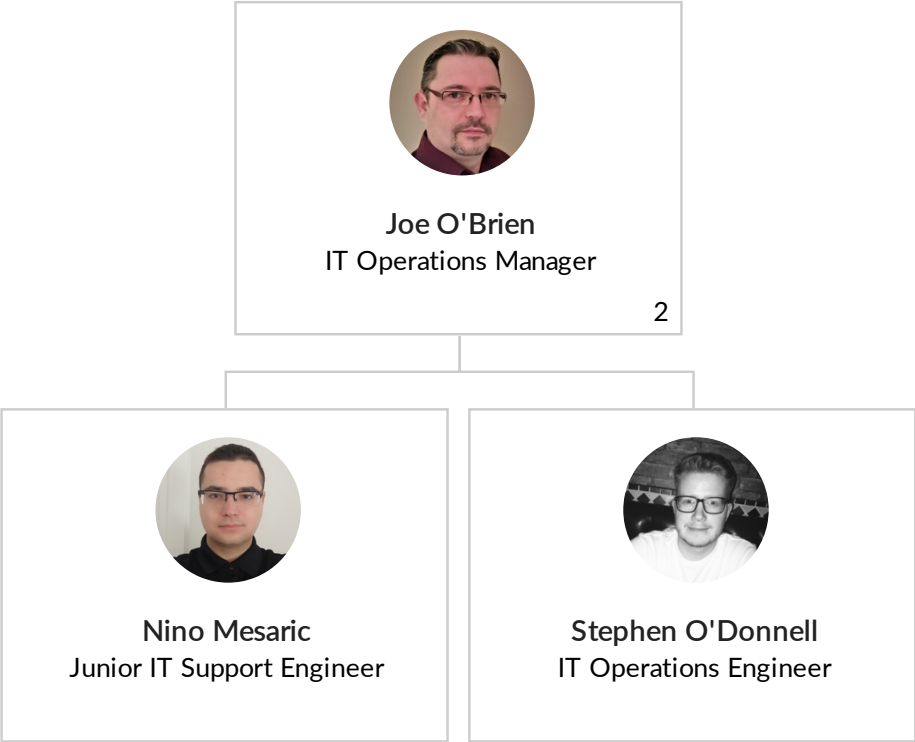 Joe O'Brien
IT Operations Manager
2
Nino Mesaric
Junior IT Support Engineer
Stephen O'Donnell
IT Operations Engineer